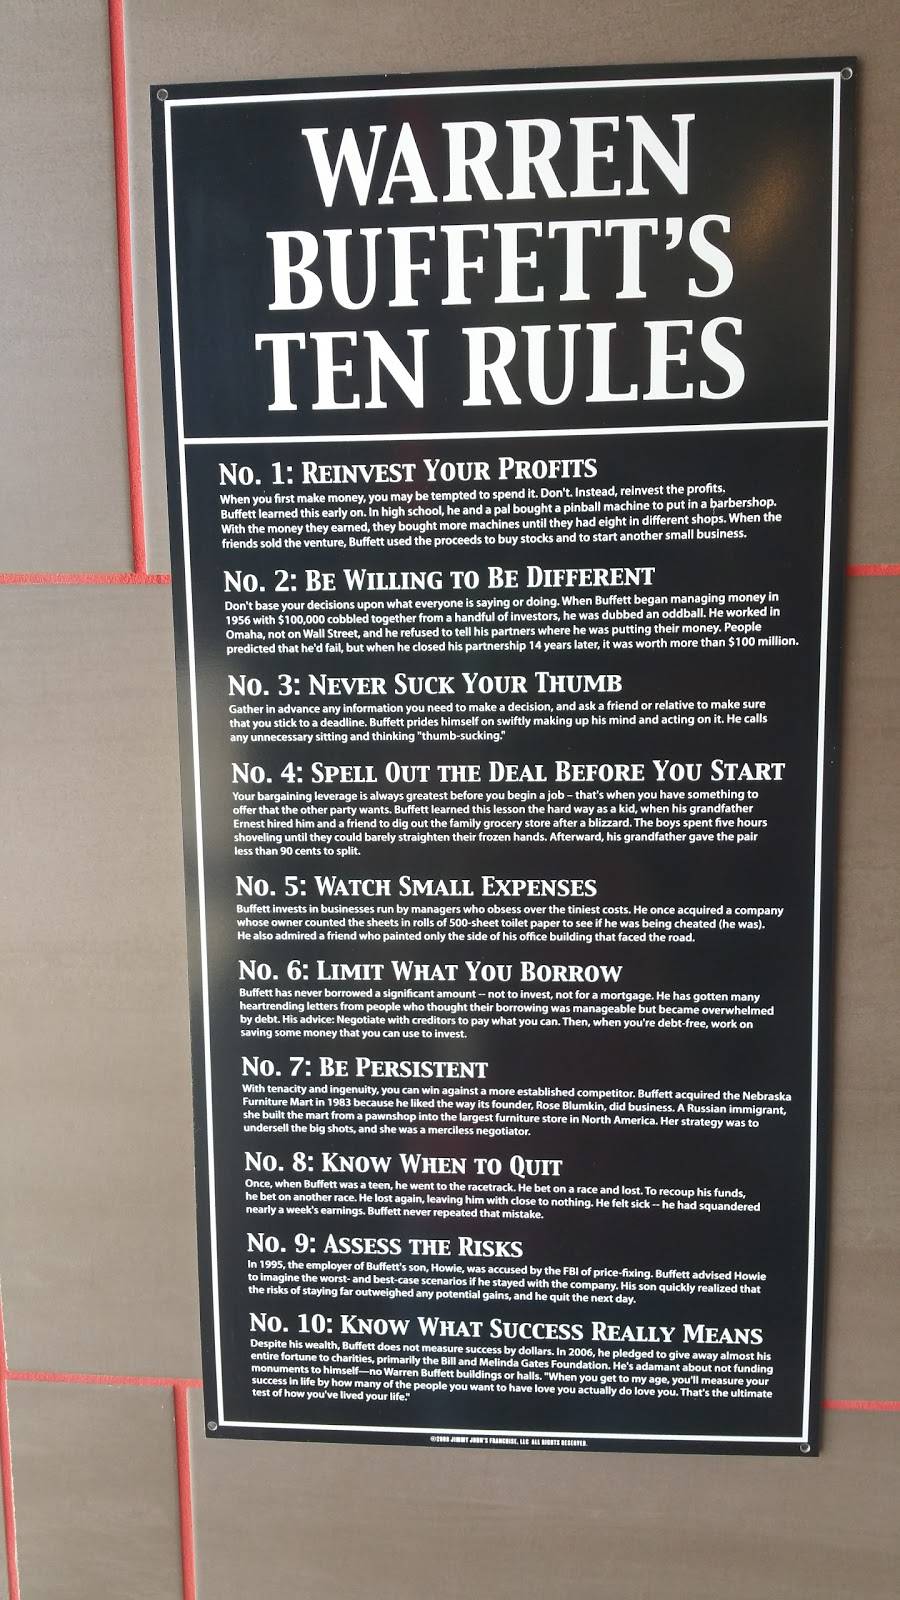 WARREN
BUFFETT'S
TEN RULES
No. 1: Reinvest Your Profits
When you first make money, you may be tempted to spend it. Don't. Instead, reinvest the profits.
Buffett learned this early on. In high school, he and a pal bought a pinball machine to put in a barbershop.
With the money they earned, they bought more machines until they had eight in different shops. When the
friends sold the venture, Buffett used the proceeds to buy stocks and to start another small business.
No. 2: Be Willing to Be Different
Don't base your decisions upon what everyone is saying or doing. When Buffett began managing money in
1956 with $100,000 cobbled together from a handful of investors, he was dubbed an oddball. He worked in
Omaha, not on Wall Street, and he refused to tell his partners where he was putting their money. People
predicted that he'd fail, but when he closed his partnership 14 years later, it was worth more than $100 million.
No. 3: Never Suck Your Thumb
Gather in advance any information you need to make a decision, and ask a friend or relative to make sure
that you stick to a deadline. Buffett prides himself on swiftly making up his mind and acting on it. He calls
any unnecessary sitting and thinking "thumb-sucking."
No. 4: Spell Out the Deal Before You Start
Your bargaining leverage is always greatest before you begin a job – that's when you have something to
offer that the other party wants. Buffett learned this lesson the hard way as a kid, when his grandfather
Ernest hired him and a friend to dig out the family grocery store after a blizzard. The boys spent five hours
shoveling until they could barely straighten their frozen hands. Afterward, his grandfather gave the pair
less than 90 cents to split.
No. 5: Watch Small Expenses
Buffett invests in businesses run by managers who obsess over the tiniest costs. He once acquired a company
whose owner counted the sheets in rolls of 500-sheet toilet paper to see if he was being cheated (he was).
He also admired a friend who painted only the side of his office building that faced the road.
No. 6: Limit What You Borrow
Buffett has never borrowed a significant amount -- not to invest, not for a mortgage. He has gotten many
heartrending letters from people who thought their borrowing was manageable but became overwhelmed
by debt. His advice: Negotiate with creditors to pay what you can. Then, when you're debt-free, work on
saving some money that you can use to invest.
No. 7: Be Persistent
With tenacity and ingenuity, you can win against a more established competitor. Buffett acquired the Nebraska
Furniture Mart in 1983 because he liked the way its founder, Rose Blumkin, did business. A Russian immigrant,
she built the mart from a pawnshop into the largest furniture store in North America. Her strategy was to
undersell the big shots, and she was a merciless negotiator.
No. 8: Know When to Quit
Once, when Buffett was a teen, he went to the racetrack. He bet on a race and lost. To recoup his funds,
he bet on another race. He lost again, leaving him with close to nothing. He felt sick -- he had squandered
nearly a week's earnings. Buffett never repeated that mistake.
No. 9: Assess the Risks
In 1995, the employer of Buffett's son, Howie, was accused by the FBI of price-fixing. Buffett advised Howie
to imagine the worst- and best-case scenarios if he stayed with the company. His son quickly realized that
the risks of staying far outweighed any potential gains, and he quit the next day.
No. 10: Know What Success Really Means
Despite his wealth, Buffett does not measure success by dollars. In 2006, he pledged to give away almost his
entire fortune to charities, primarily the Bill and Melinda Gates Foundation. He's adamant about not funding
monuments to himself—no Warren Buffett buildings or halls. "When you get to my age, you'll measure your
success in life by how many of the people you want to have love you actually do love you. That's the ultimate
test of how you've lived your life."
JIMMY JOHN'S FRANCHISE, LLC ALL RIGHTS RESERVED.